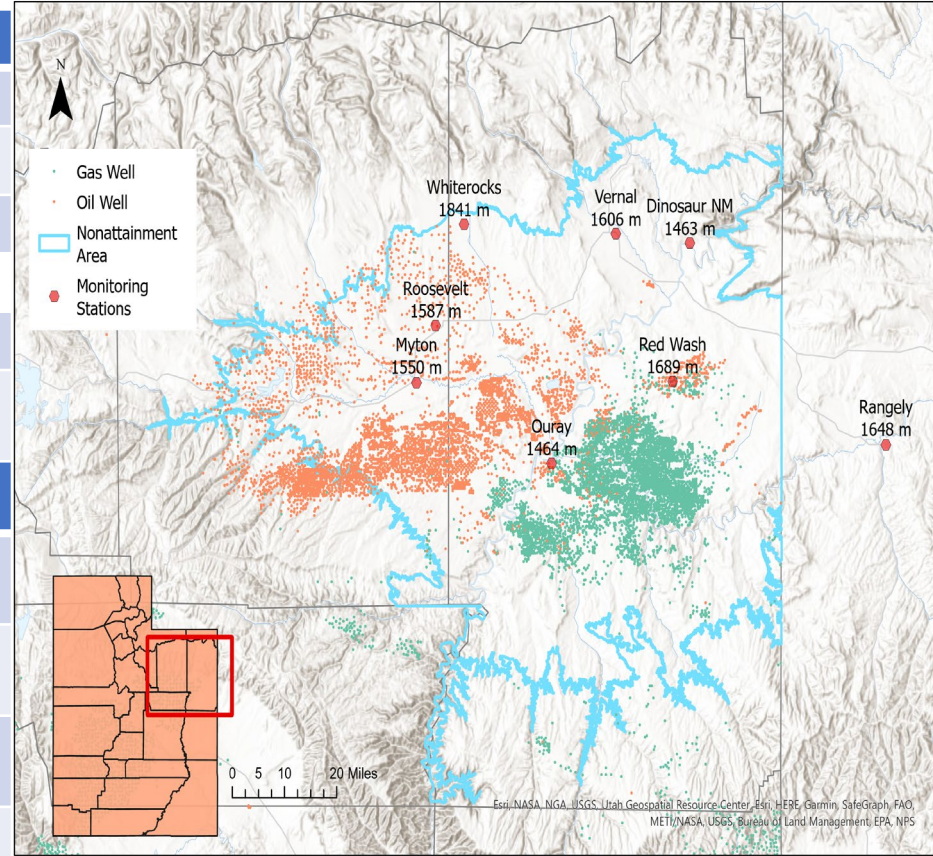 N
Gas Well
Oil Well
Nonattainment
Area
Monitoring
Stations
Whiterocks
1841 m
Vernal
1606 m
Dinosaur NM
1463 m
Roosevelt
1587 m
Myton
1550 m
Red Wash
1689 m
Ouray
1464 m
Rangely
1648 m
0 5 10 20 Miles
Esri, NASA, NGA, USGS, Utah Geospatial Resource Center, Esri, HERE, Garmin, SafeGraph, FAO,
METI/NASA, USGS, Bureau of Land Management, EPA, NPS